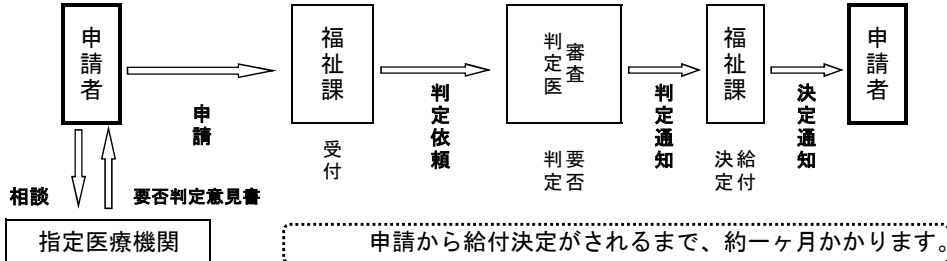 申請者
申請
福祉課
受付
判定依頼
審査
判定医
要否
判定
判定通知
福祉課
給付
決定
決定通知
申請者
相談
要否判定意見書
指定医療機関
申請から給付決定がされるまで、約一ヶ月かかります。